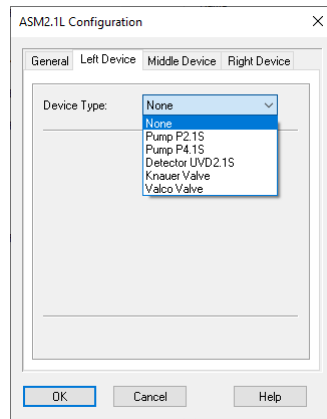 ASM2.1L Configuration
General Left Device Middle Device Right Device
Device Type: None
None
Pump P2.1S
Pump P4.1S
Detector UVD2.1S
Knauer Valve
Valco Valve
OK Cancel Help